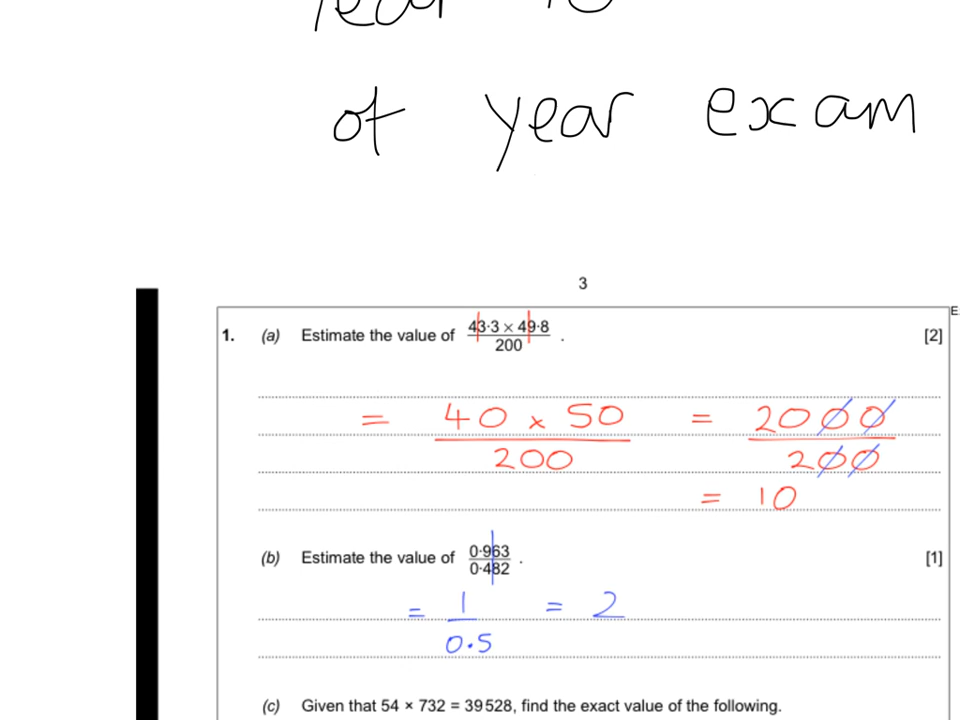 of year exam
3
E
1. (a) Estimate the value of 43·3 × 49·8 / 200 . [2]
= 40 × 50 / 200 = 2000 / 200
= 10
(b) Estimate the value of 0·963 / 0·482 . [1]
= 1 / 0.5 = 2
(c) Given that 54 × 732 = 39 528, find the exact value of the following.